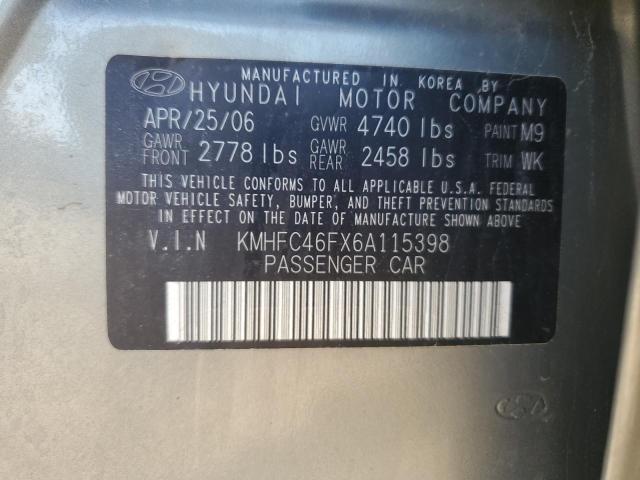 MANUFACTURED IN KOREA BY
HYUNDAI MOTOR COMPANY
APR/25/06 GVWR 4740 lbs PAINT M9
GAWR FRONT 2778 lbs GAWR REAR 2458 lbs TRIM WK
THIS VEHICLE CONFORMS TO ALL APPLICABLE U.S.A. FEDERAL
MOTOR VEHICLE SAFETY, BUMPER, AND THEFT PREVENTION STANDARDS
IN EFFECT ON THE DATE OF MANUFACTURE SHOWN ABOVE.
V.I.N KMHFC46FX6A115398
PASSENGER CAR